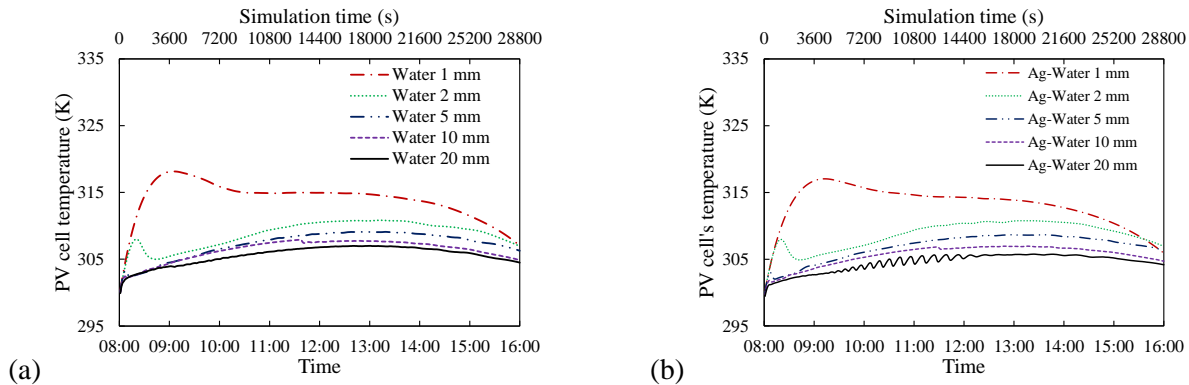 Simulation time (s)
0 3600 7200 10800 14400 18000 21600 25200 28800
335
325
315
305
295
PV cell temperature (K)
Water 1 mm
Water 2 mm
Water 5 mm
Water 10 mm
Water 20 mm
08:00 09:00 10:00 11:00 12:00 13:00 14:00 15:00 16:00
Time
(a)
Simulation time (s)
0 3600 7200 10800 14400 18000 21600 25200 28800
335
325
315
305
295
PV cell's temperature (K)
Ag-Water 1 mm
Ag-Water 2 mm
Ag-Water 5 mm
Ag-Water 10 mm
Ag-Water 20 mm
08:00 09:00 10:00 11:00 12:00 13:00 14:00 15:00 16:00
Time
(b)